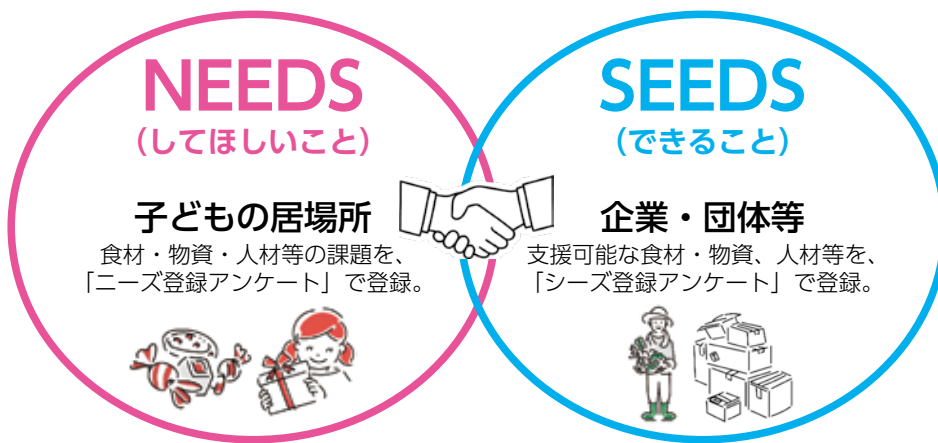 NEEDS
(してほしいこと)
子どもの居場所
食材・物資・人材等の課題を、
「ニーズ登録アンケート」で登録。
SEEDS
(できること)
企業・団体等
支援可能な食材・物資、人材等を、
「シーズ登録アンケート」で登録。